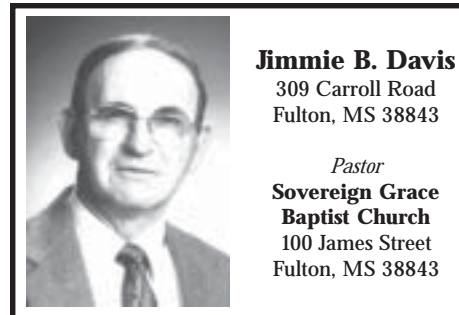 Jimmie B. Davis
309 Carroll Road
Fulton, MS 38843
Pastor
Sovereign Grace
Baptist Church
100 James Street
Fulton, MS 38843